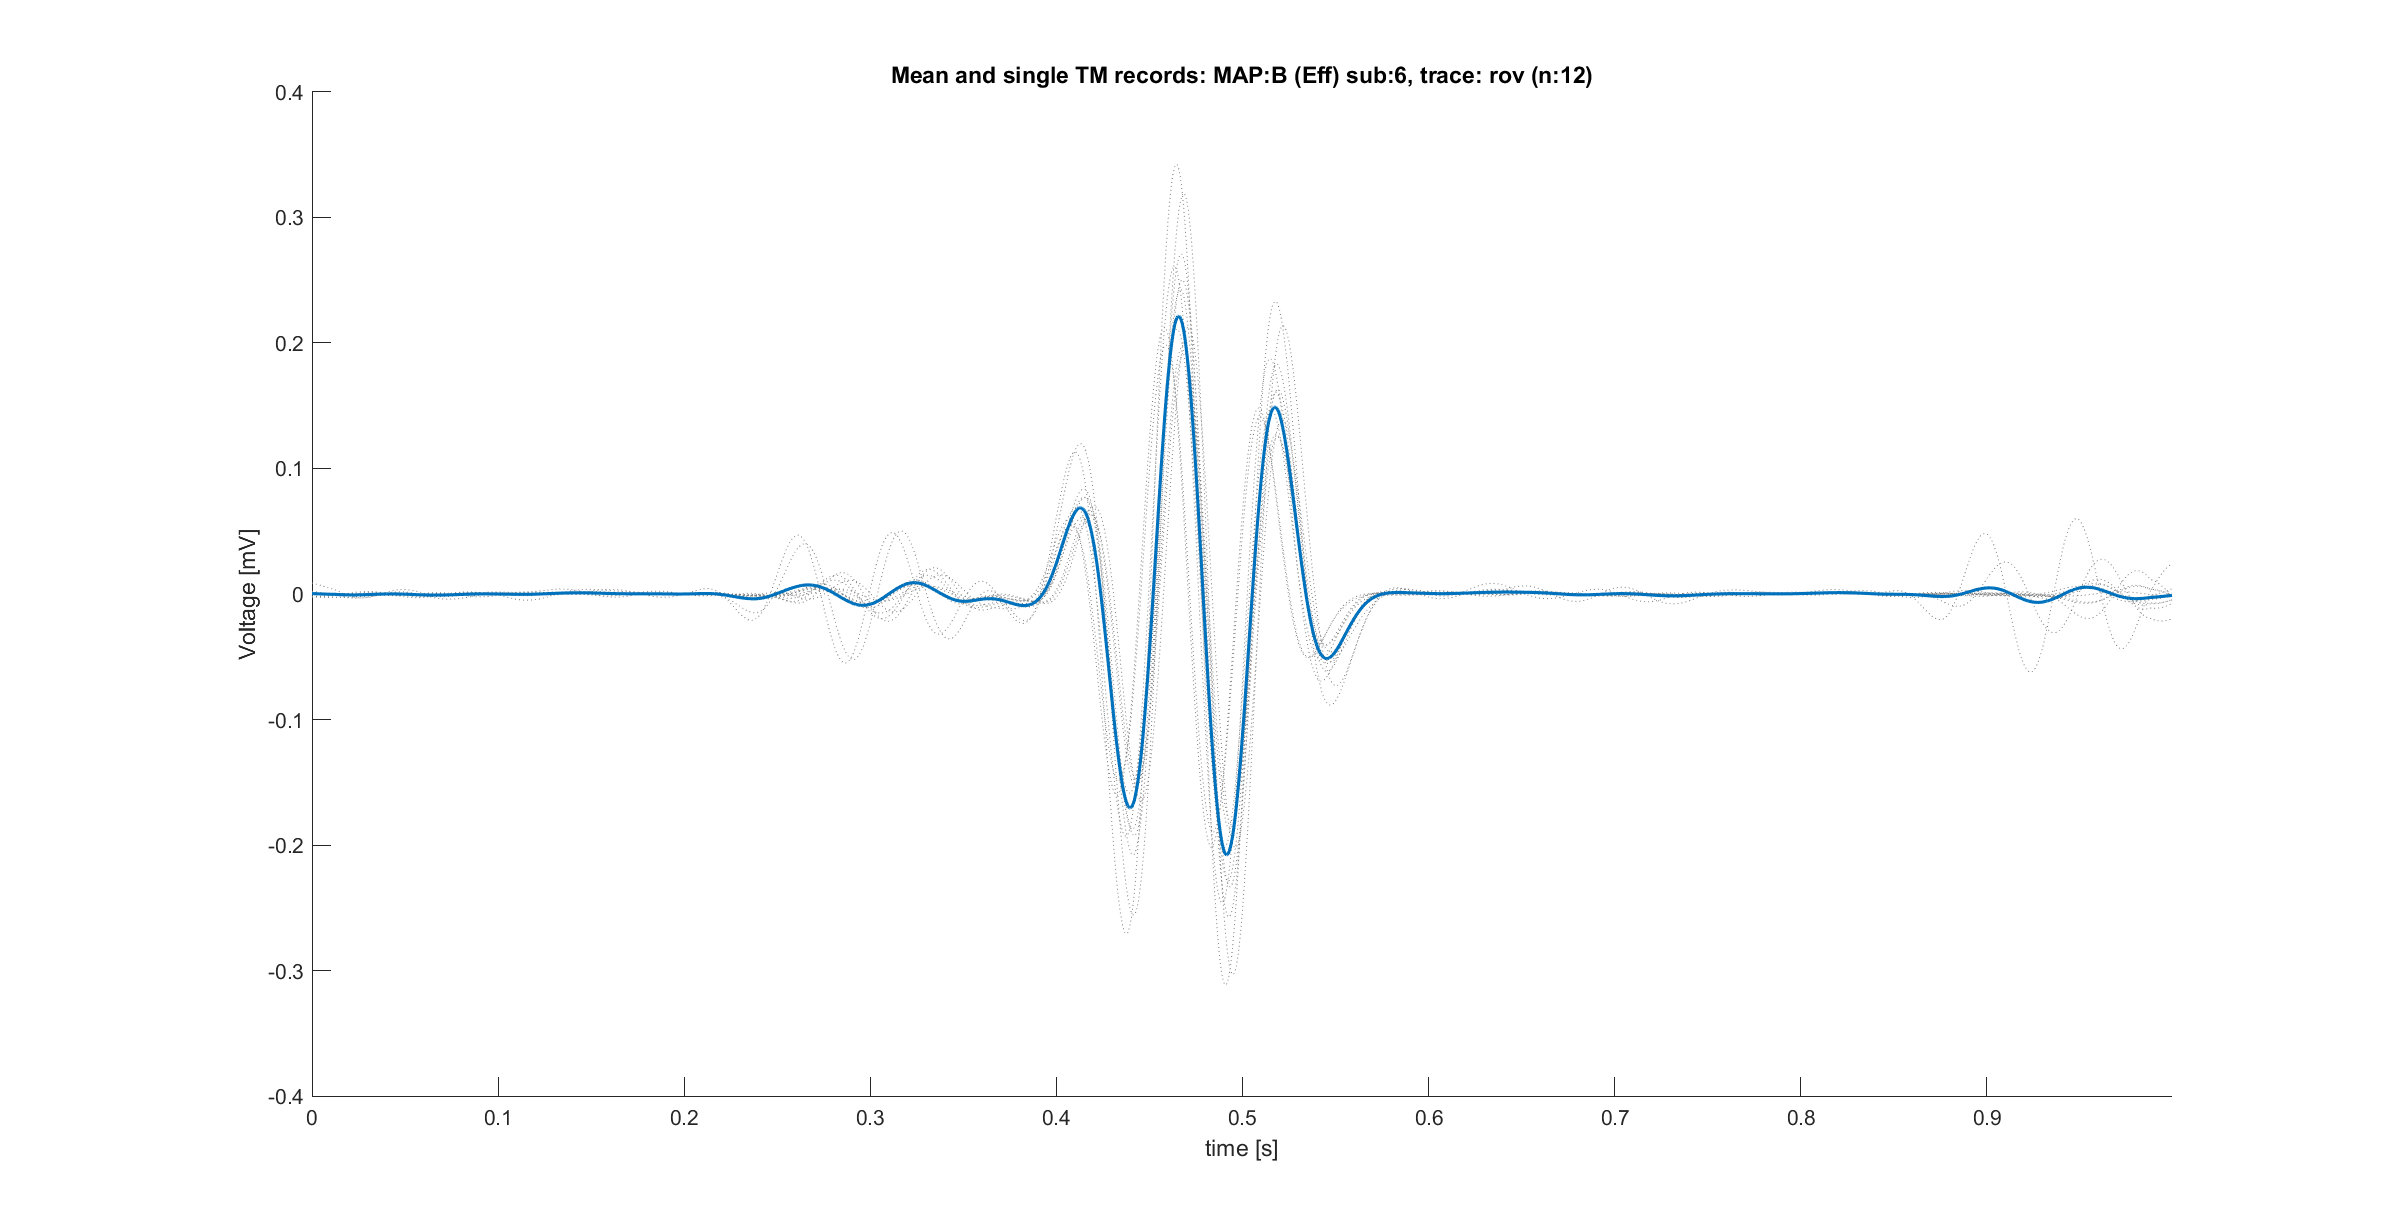 Mean and single TM records: MAP:B (Eff) sub:6, trace: rov (n:12)
Voltage [mV]
0.4
0.3
0.2
0.1
0
-0.1
-0.2
-0.3
-0.4
0 0.1 0.2 0.3 0.4 0.5 0.6 0.7 0.8 0.9
time [s]